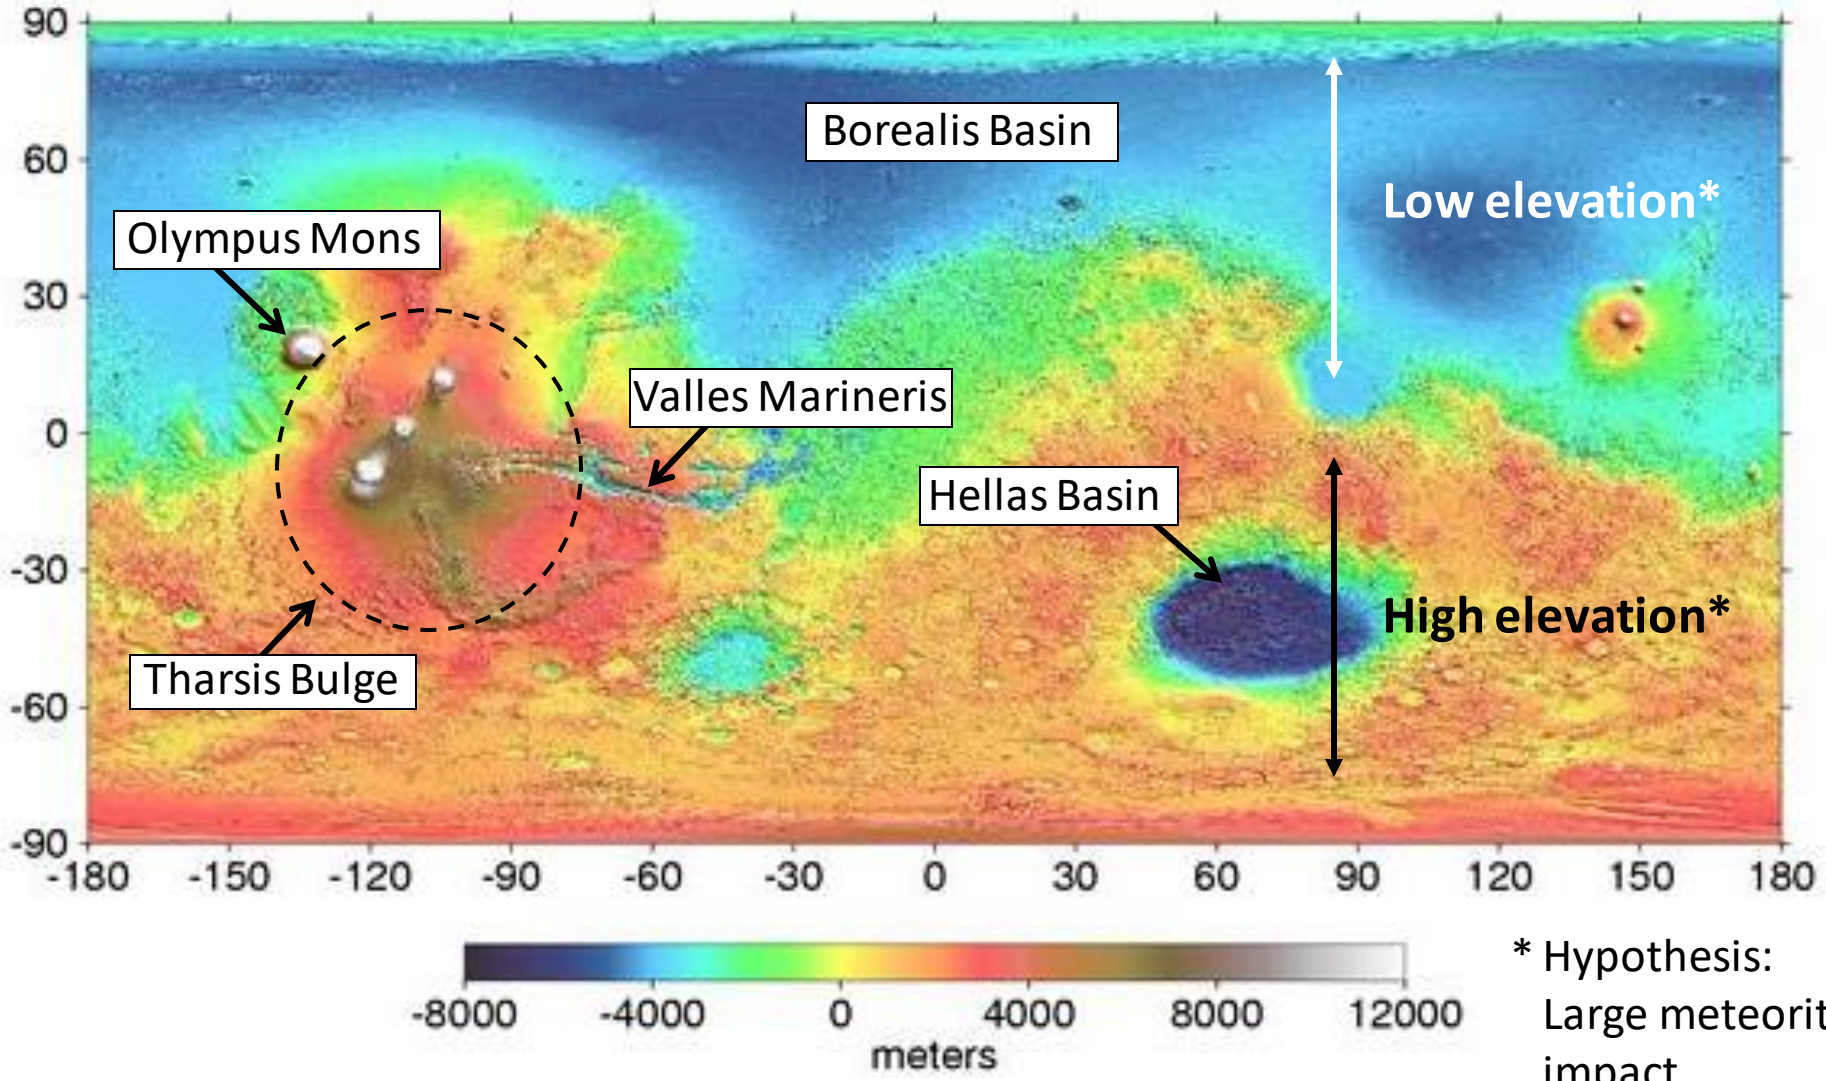 90
60
30
0
-30
-60
-90
Borealis Basin
Low elevation*
Olympus Mons
Valles Marineris
Hellas Basin
High elevation*
Tharsis Bulge
-180 -150 -120 -90 -60 -30 0 30 60 90 120 150 180
-8000 -4000 0 4000 8000 12000
meters
* Hypothesis:
Large meteorit
impact